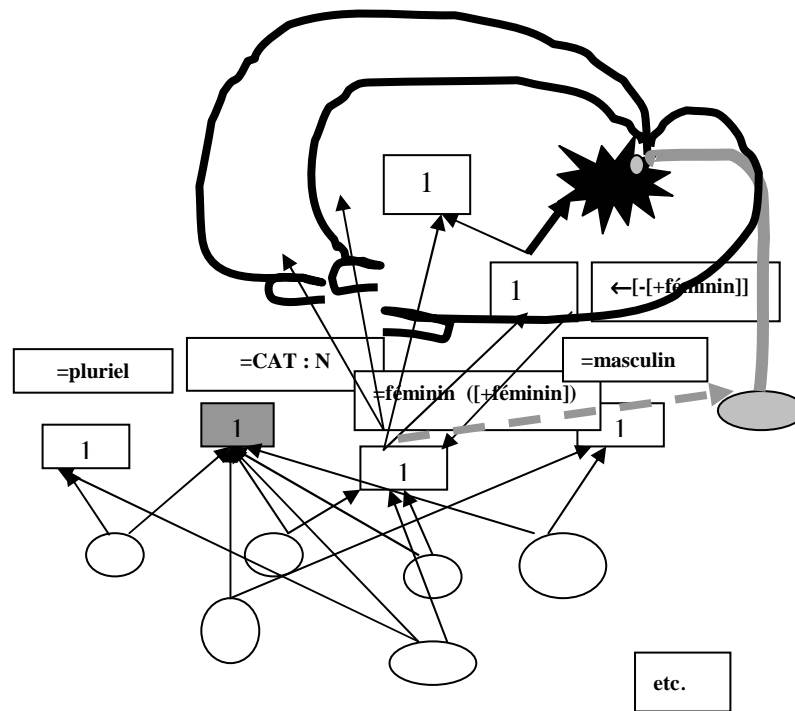 1
1
←[-[+féminin]]
=pluriel
=CAT : N
=masculin
=féminin ([+féminin])
1
1
1
1
etc.